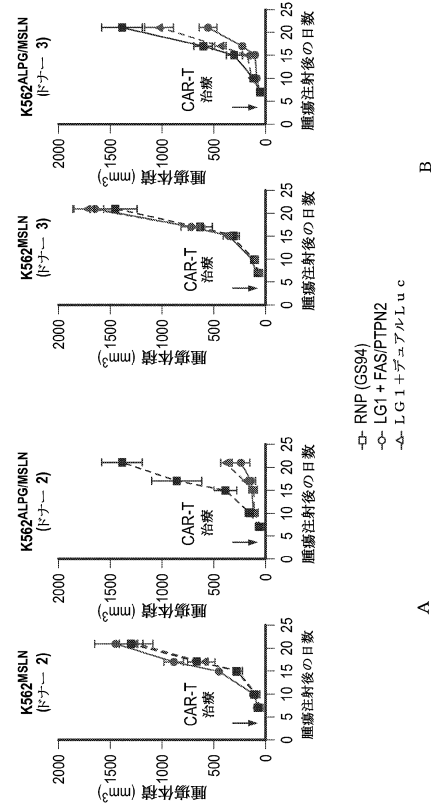 K562MSLN
(ドナー 2)
腫瘍体積 (mm3)
2000
1500
1000
500
0
CAR-T
治療
0 5 10 15 20 25
腫瘍注射後の日数
K562ALPG/MSLN
(ドナー 2)
腫瘍体積 (mm3)
2000
1500
1000
500
0
CAR-T
治療
0 5 10 15 20 25
腫瘍注射後の日数
A
K562MSLN
(ドナー 3)
腫瘍体積 (mm3)
2000
1500
1000
500
0
CAR-T
治療
0 5 10 15 20 25
腫瘍注射後の日数
K562ALPG/MSLN
(ドナー 3)
腫瘍体積 (mm3)
2000
1500
1000
500
0
CAR-T
治療
0 5 10 15 20 25
腫瘍注射後の日数
B
RNP (GS94)
LG1 + FAS/PTPN2
LG1+デュアルLuc